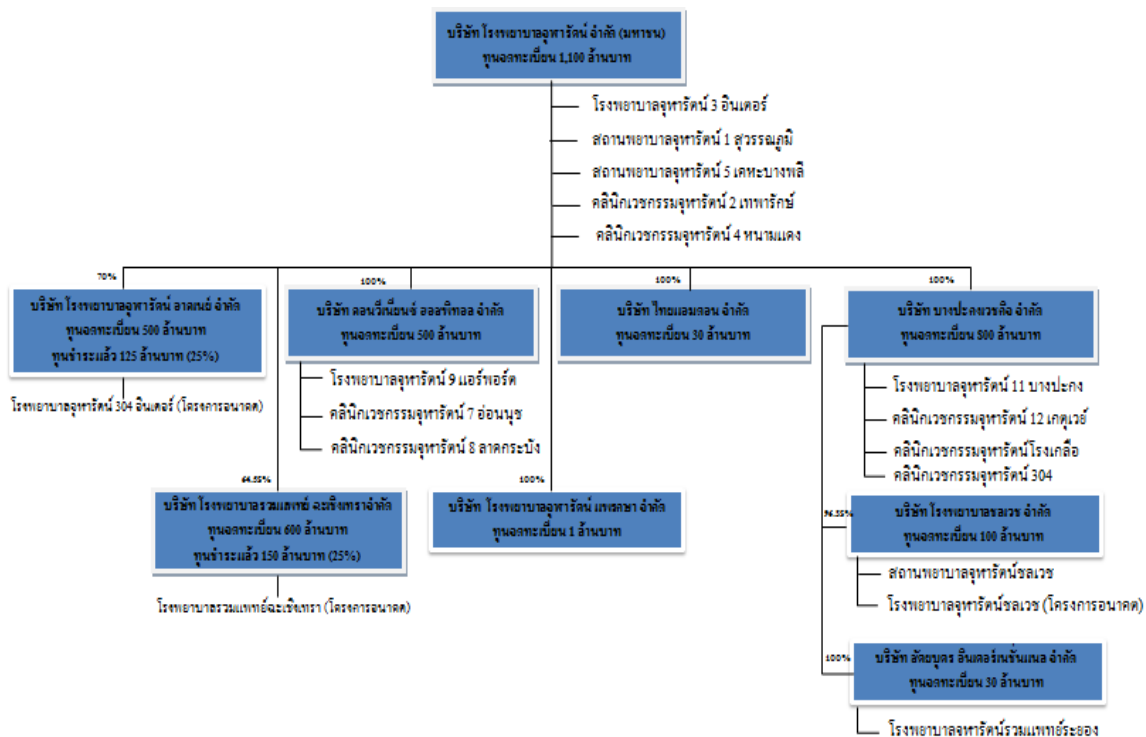 บริษัท โรงพยาบาลจุฬารัตน์ จำกัด (มหาชน)
ทุนจดทะเบียน 1,100 ล้านบาท
โรงพยาบาลจุฬารัตน์ 3 อินเตอร์
สถานพยาบาลจุฬารัตน์ 1 สุวรรณภูมิ
สถานพยาบาลจุฬารัตน์ 5 เคหะบางพลี
คลินิกเวชกรรมจุฬารัตน์ 2 เทพารักษ์
คลินิกเวชกรรมจุฬารัตน์ 4 หนามแดง
70%
บริษัท โรงพยาบาลจุฬารัตน์ อาคเนย์ จำกัด
ทุนจดทะเบียน 500 ล้านบาท
ทุนชำระแล้ว 125 ล้านบาท (25%)
โรงพยาบาลจุฬารัตน์ 304 อินเตอร์ (โครงการอนาคต)
100%
บริษัท คอนวีเนี่ยนซ์ ฮอสพิทอล จำกัด
ทุนจดทะเบียน 500 ล้านบาท
โรงพยาบาลจุฬารัตน์ 9 แอร์พอร์ต
คลินิกเวชกรรมจุฬารัตน์ 7 อ่อนนุช
คลินิกเวชกรรมจุฬารัตน์ 8 ลาดกระบัง
100%
บริษัท ไทยแอมดอน จำกัด
ทุนจดทะเบียน 30 ล้านบาท
100%
บริษัท บางปะกงเวชกิจ จำกัด
ทุนจดทะเบียน 800 ล้านบาท
โรงพยาบาลจุฬารัตน์ 11 บางปะกง
คลินิกเวชกรรมจุฬารัตน์ 12 เกตุเวย์
คลินิกเวชกรรมจุฬารัตน์โรงเกลือ
คลินิกเวชกรรมจุฬารัตน์ 304
64.55%
บริษัท โรงพยาบาลรวมแพทย์ ฉะเชิงเทราจำกัด
ทุนจดทะเบียน 600 ล้านบาท
ทุนชำระแล้ว 150 ล้านบาท (25%)
โรงพยาบาลรวมแพทย์ฉะเชิงเทรา (โครงการอนาคต)
100%
บริษัท โรงพยาบาลจุฬารัตน์ แพรกษา จำกัด
ทุนจดทะเบียน 1 ล้านบาท
96.35%
บริษัท โรงพยาบาลชลเวช จำกัด
ทุนจดทะเบียน 100 ล้านบาท
สถานพยาบาลจุฬารัตน์ชลเวช
โรงพยาบาลจุฬารัตน์ชลเวช (โครงการอนาคต)
100%
บริษัท อินเตอร์เนชั่นแนล จำกัด
ทุนจดทะเบียน 30 ล้านบาท
โรงพยาบาลจุฬารัตน์รวมแพทย์ระยอง